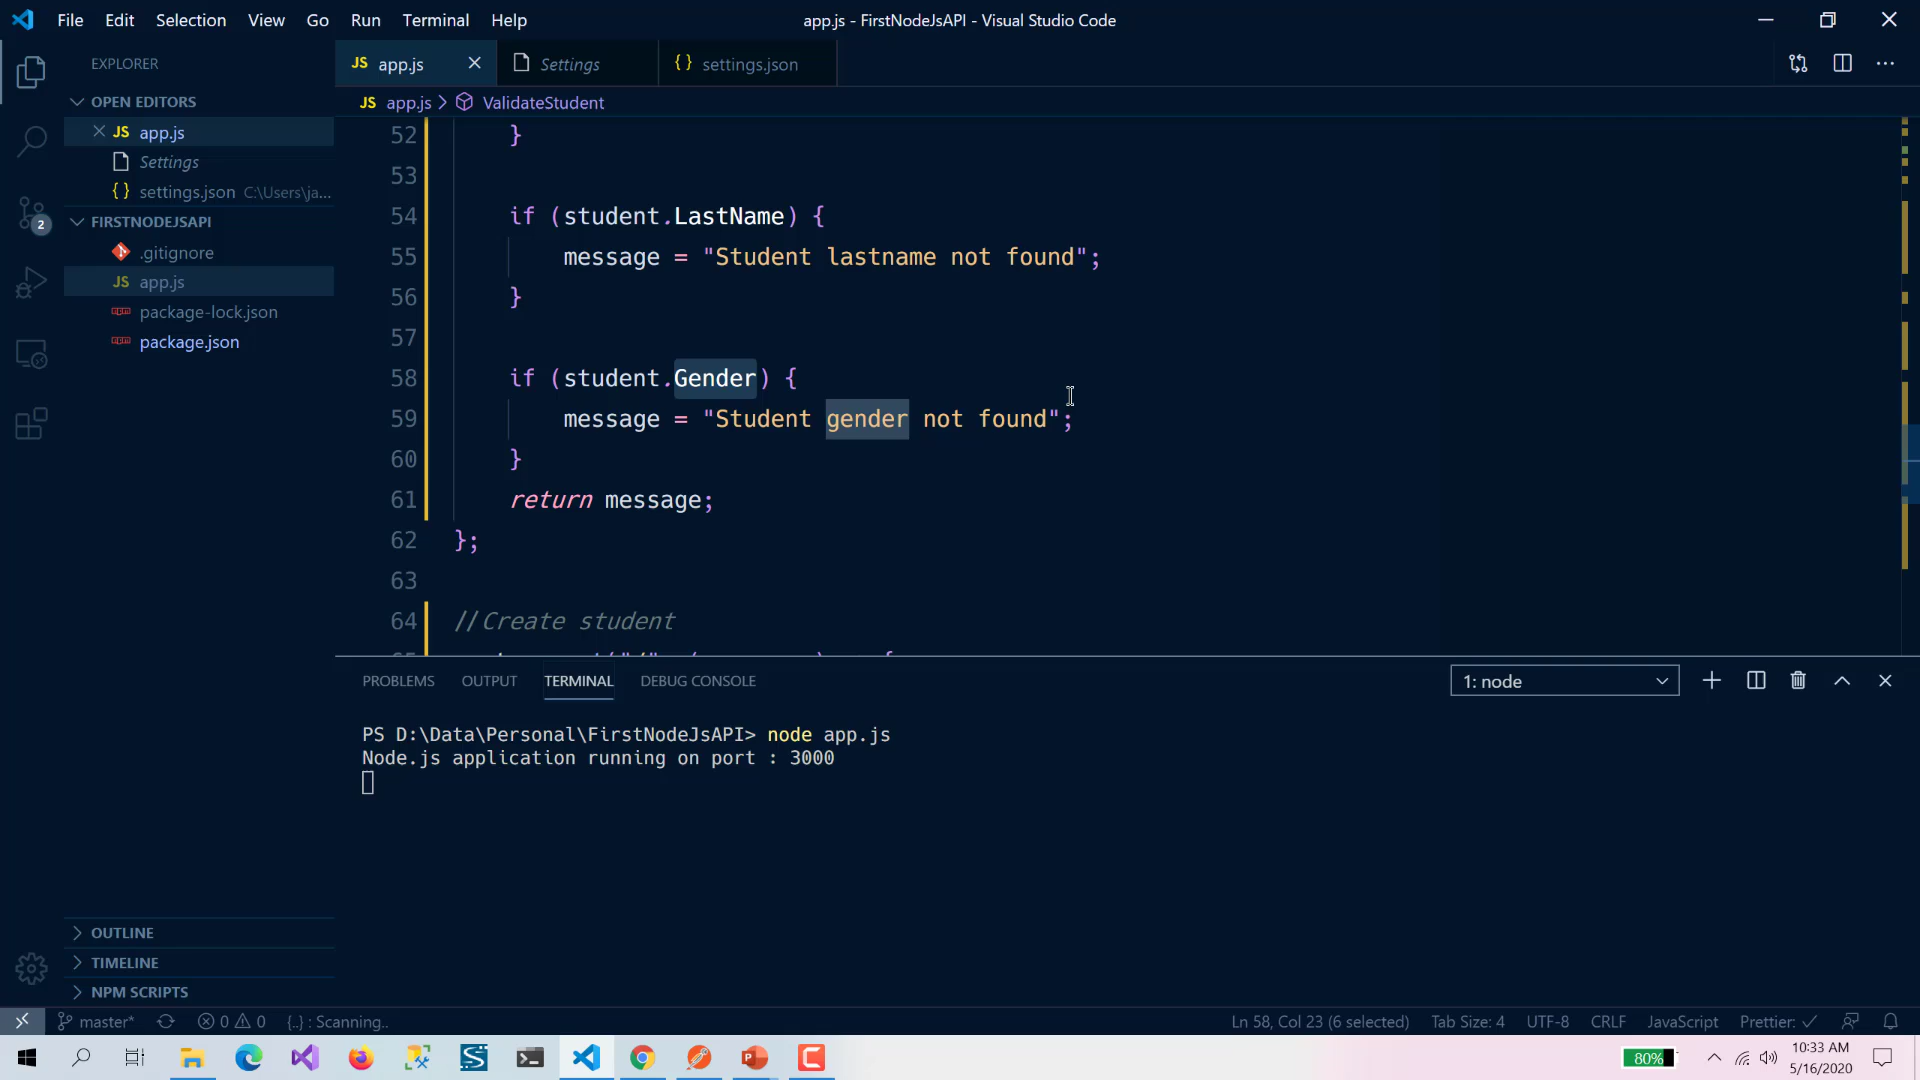 File Edit Selection View Go Run Terminal Help
app.js - FirstNodeJsAPI - Visual Studio Code
EXPLORER
JS app.js
Settings
{} settings.json
OPEN EDITORS
JS app.js > ValidateStudent
JS app.js
Settings
{} settings.json C:\Users\ja...
FIRSTNODEJSAPI
.gitignore
JS app.js
package-lock.json
package.json
2
52 }
53
54 if (student.LastName) {
55 message = "Student lastname not found";
56 }
57
58 if (student.Gender) {
59 message = "Student gender not found";
60 }
61 return message;
62 };
63
64 //Create student
PROBLEMS OUTPUT TERMINAL DEBUG CONSOLE
1: node
PS D:\Data\Personal\FirstNodeJsAPI> node app.js
Node.js application running on port : 3000
OUTLINE
TIMELINE
NPM SCRIPTS
master* 0 0 {..} : Scanning..
Ln 58, Col 23 (6 selected) Tab Size: 4 UTF-8 CRLF JavaScript Prettier: ✓
80%
10:33 AM
5/16/2020